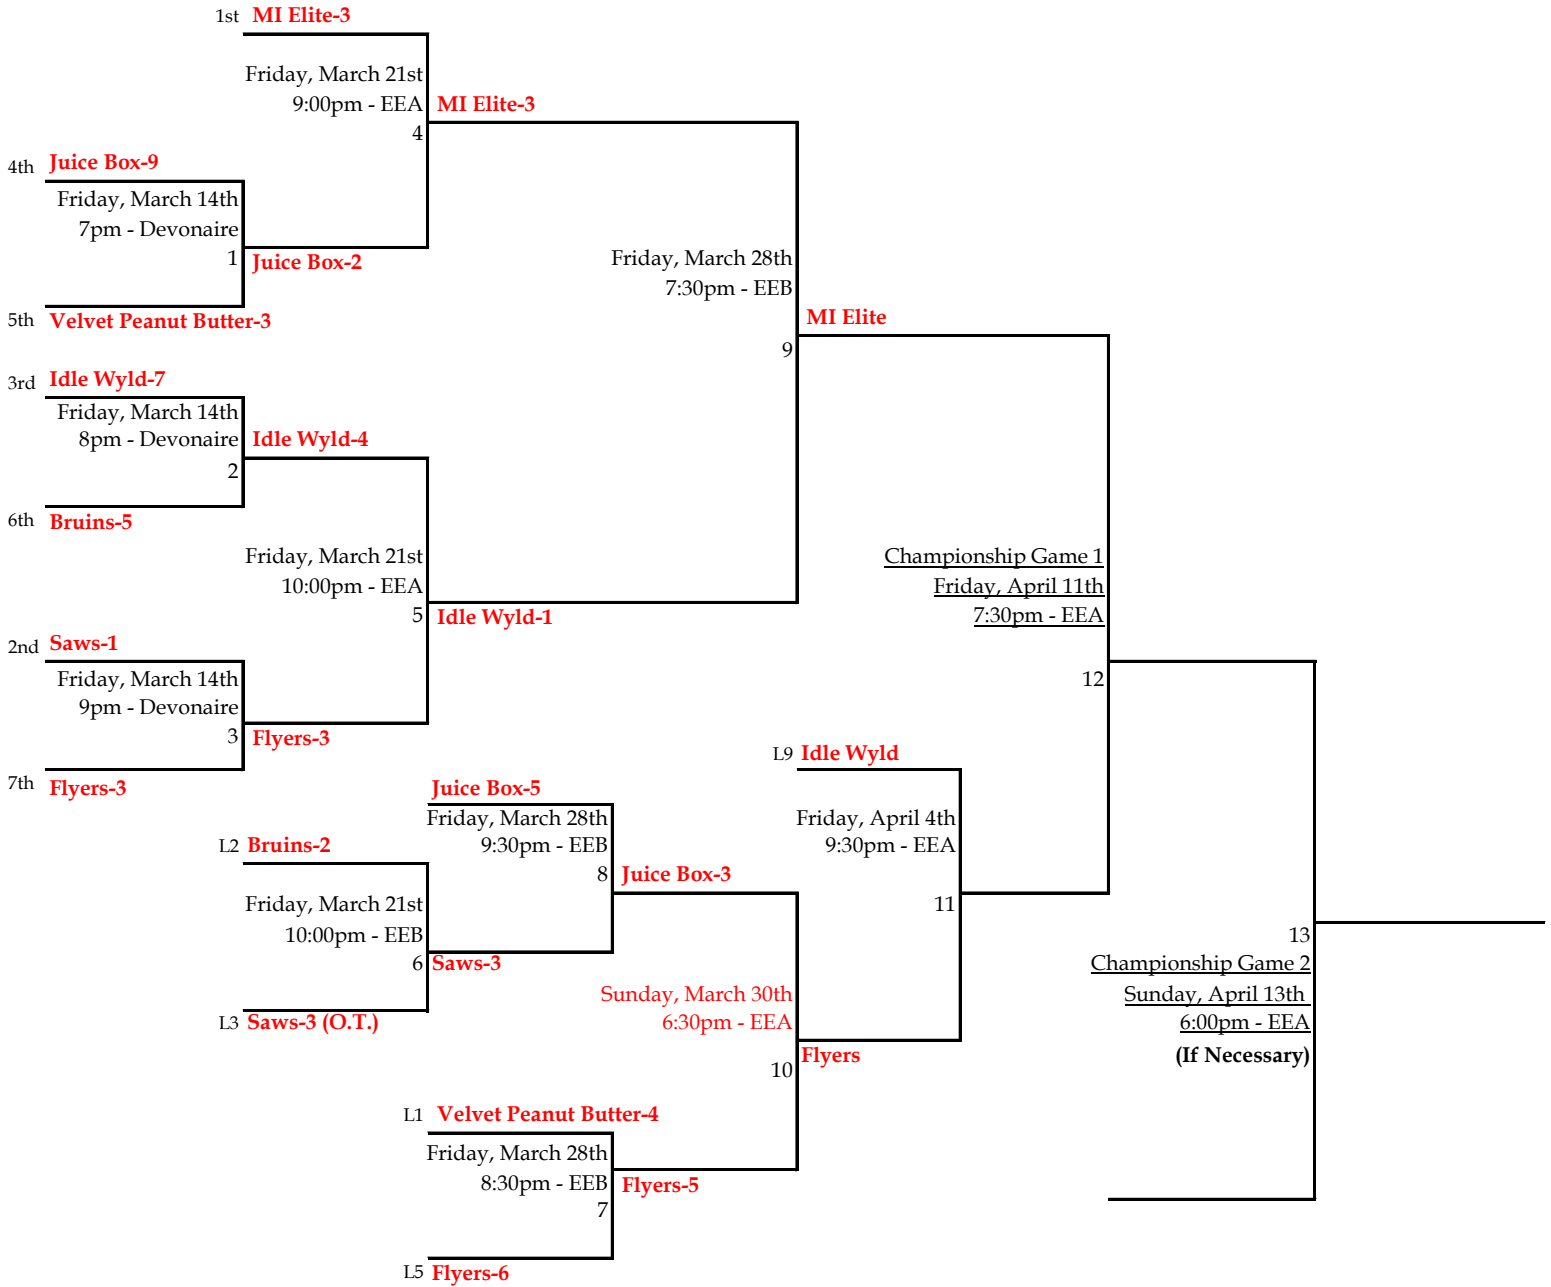 1st MI Elite-3
Friday, March 21st
9:00pm - EEA
4
MI Elite-3
4th Juice Box-9
Friday, March 14th
7pm - Devonaire
1
Juice Box-2
5th Velvet Peanut Butter-3
Friday, March 28th
7:30pm - EEB
9
MI Elite
3rd Idle Wyld-7
Friday, March 14th
8pm - Devonaire
2
Idle Wyld-4
6th Bruins-5
Friday, March 21st
10:00pm - EEA
5
Idle Wyld-1
Championship Game 1
Friday, April 11th
7:30pm - EEA
12
2nd Saws-1
Friday, March 14th
9pm - Devonaire
3
Flyers-3
7th Flyers-3
L9 Idle Wyld
Friday, April 4th
9:30pm - EEA
11
Juice Box-5
Friday, March 28th
9:30pm - EEB
8
Juice Box-3
L2 Bruins-2
Friday, March 21st
10:00pm - EEB
6
Saws-3
L3 Saws-3 (O.T.)
Sunday, March 30th
6:30pm - EEA
10
Flyers
13
Championship Game 2
Sunday, April 13th
6:00pm - EEA
(If Necessary)
L1 Velvet Peanut Butter-4
Friday, March 28th
8:30pm - EEB
7
Flyers-5
L5 Flyers-6